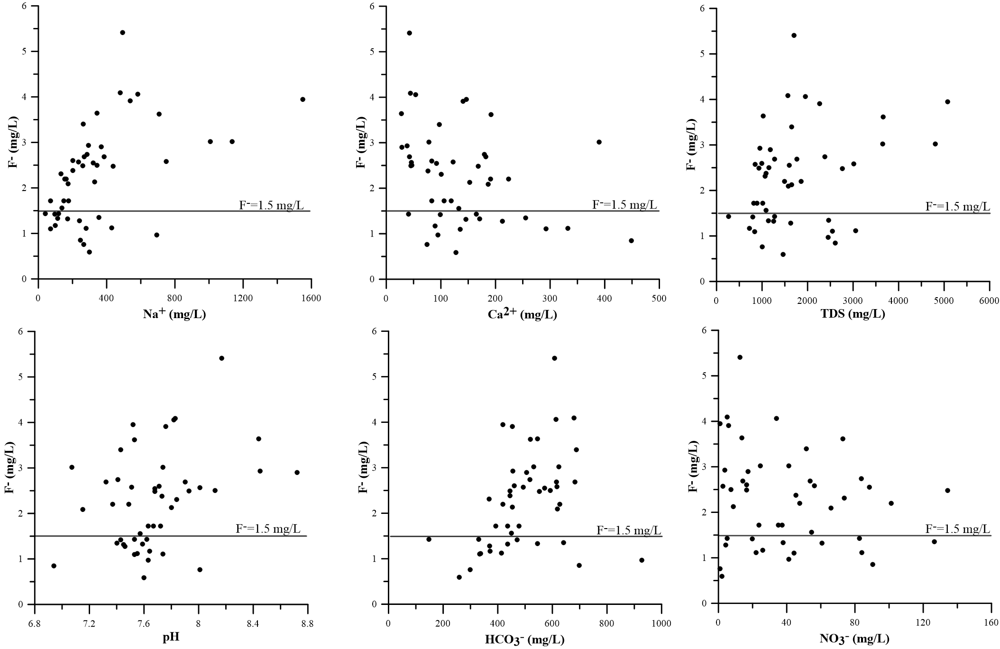 6
5
4
3
2
1
0
F- (mg/L)
F-=1.5 mg/L
0 400 800 1200 1600
Na+ (mg/L)
6
5
4
3
2
1
0
F- (mg/L)
F-=1.5 mg/L
0 100 200 300 400 500
Ca2+ (mg/L)
6
5
4
3
2
1
0
F- (mg/L)
F-=1.5 mg/L
0 1000 2000 3000 4000 5000 6000
TDS (mg/L)
6
5
4
3
2
1
0
F- (mg/L)
F-=1.5 mg/L
6.8 7.2 7.6 8 8.4 8.8
pH
6
5
4
3
2
1
0
F- (mg/L)
F-=1.5 mg/L
0 200 400 600 800 1000
HCO3- (mg/L)
6
5
4
3
2
1
0
F- (mg/L)
F-=1.5 mg/L
0 40 80 120 160
NO3- (mg/L)